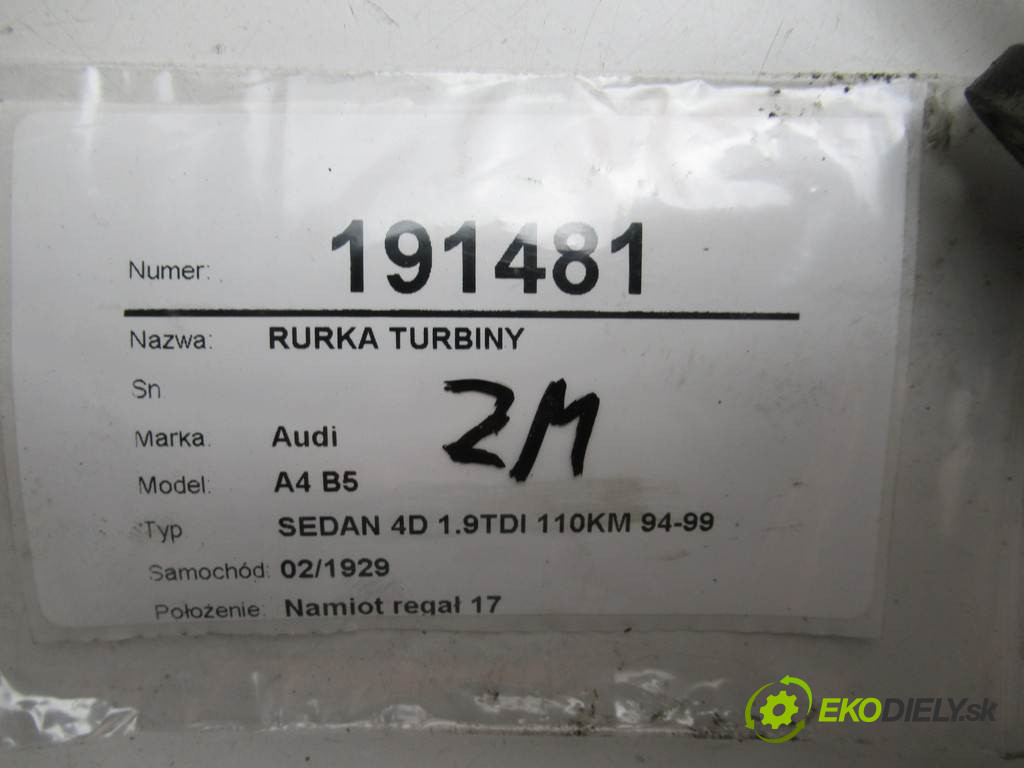 Numer: 191481
Nazwa: RURKA TURBINY
Sn
ZM
Marka Audi
Model: A4 B5
Typ SEDAN 4D 1.9TDI 110KM 94-99
Samochód: 02/1929
Położenie: Namiot regał 17
EKODIELY.sk